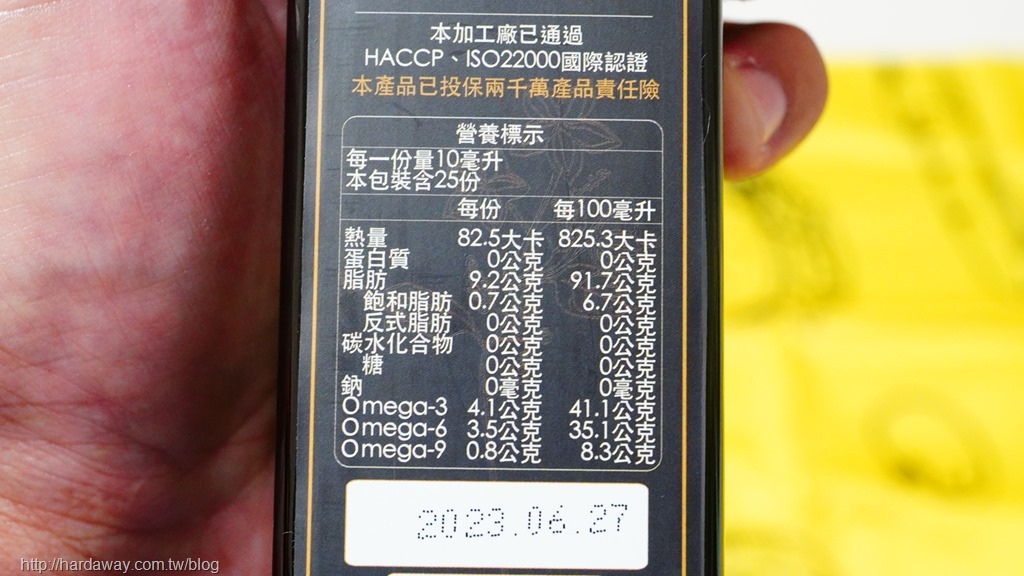 本加工廠已通過
HACCP、ISO22000國際認證
本產品已投保兩千萬產品責任險
營養標示
每一份量10毫升
本包裝含25份
每份 每100毫升
熱量 82.5大卡 825.3大卡
蛋白質 0公克 0公克
脂肪 9.2公克 91.7公克
飽和脂肪 0.7公克 6.7公克
反式脂肪 0公克 0公克
碳水化合物 0公克 0公克
糖 0公克 0公克
鈉 0毫克 0毫克
Omega-3 4.1公克 41.1公克
Omega-6 3.5公克 35.1公克
Omega-9 0.8公克 8.3公克
2023.06.27
http://hardaway.com.tw/blog